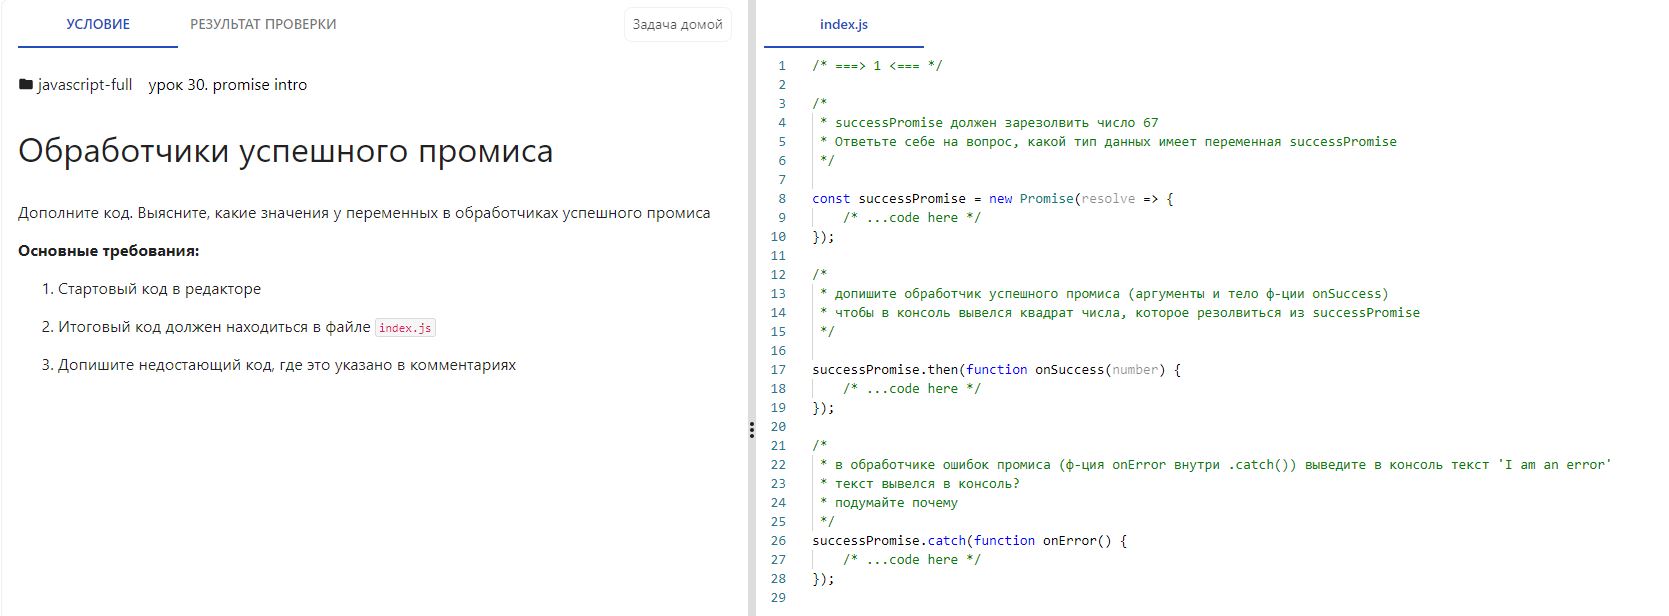 УСЛОВИЕ
РЕЗУЛЬТАТ ПРОВЕРКИ
Задача домой
javascript-full урок 30. promise intro
Обработчики успешного промиса
Дополните код. Выясните, какие значения у переменных в обработчиках успешного промиса
Основные требования:
1. Стартовый код в редакторе
2. Итоговый код должен находиться в файле index.js
3. Допишите недостающий код, где это указано в комментариях
index.js
1 /* ===> 1 <=== */
2
3 /*
4 * successPromise должен зарезолвить число 67
5 * Ответьте себе на вопрос, какой тип данных имеет переменная successPromise
6 */
7
8 const successPromise = new Promise(resolve => {
9 /* ...code here */
10 });
11
12 /*
13 * допишите обработчик успешного промиса (аргументы и тело ф-ции onSuccess)
14 * чтобы в консоль вывелся квадрат числа, которое резолвиться из successPromise
15 */
16
17 successPromise.then(function onSuccess(number) {
18 /* ...code here */
19 });
20
21 /*
22 * в обработчике ошибок промиса (ф-ция onError внутри .catch()) выведите в консоль текст 'I am an error'
23 * текст вывелся в консоль?
24 * подумайте почему
25 */
26 successPromise.catch(function onError() {
27 /* ...code here */
28 });
29